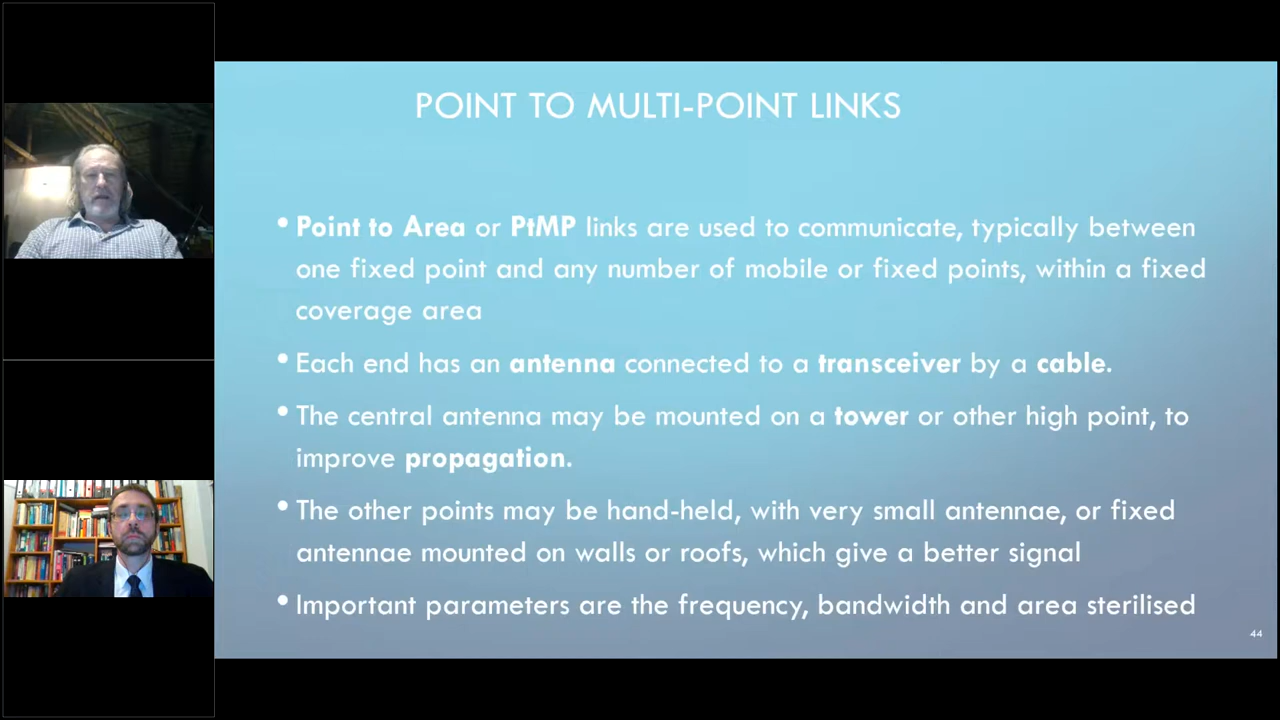 POINT TO MULTI-POINT LINKS
• Point to Area or PtMP links are used to communicate, typically between
one fixed point and any number of mobile or fixed points, within a fixed
coverage area
• Each end has an antenna connected to a transceiver by a cable.
• The central antenna may be mounted on a tower or other high point, to
improve propagation.
• The other points may be hand-held, with very small antennae, or fixed
antennae mounted on walls or roofs, which give a better signal
• Important parameters are the frequency, bandwidth and area sterilised
44